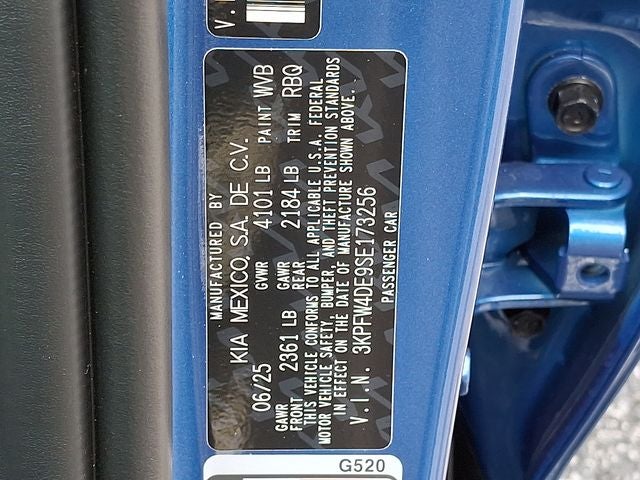 V.I
MANUFACTURED BY
KIA MEXICO, S.A. DE C.V.
06/25 GVWR 4101 LB PAINT WVB
GAWR FRONT 2361 LB GAWR REAR 2184 LB TRIM RBQ
THIS VEHICLE CONFORMS TO ALL APPLICABLE U.S.A. FEDERAL
MOTOR VEHICLE SAFETY, BUMPER, AND THEFT PREVENTION STANDARDS
IN EFFECT ON THE DATE OF MANUFACTURE SHOWN ABOVE.
V.I.N. 3KPFW4DE9SE173256
PASSENGER CAR
G520